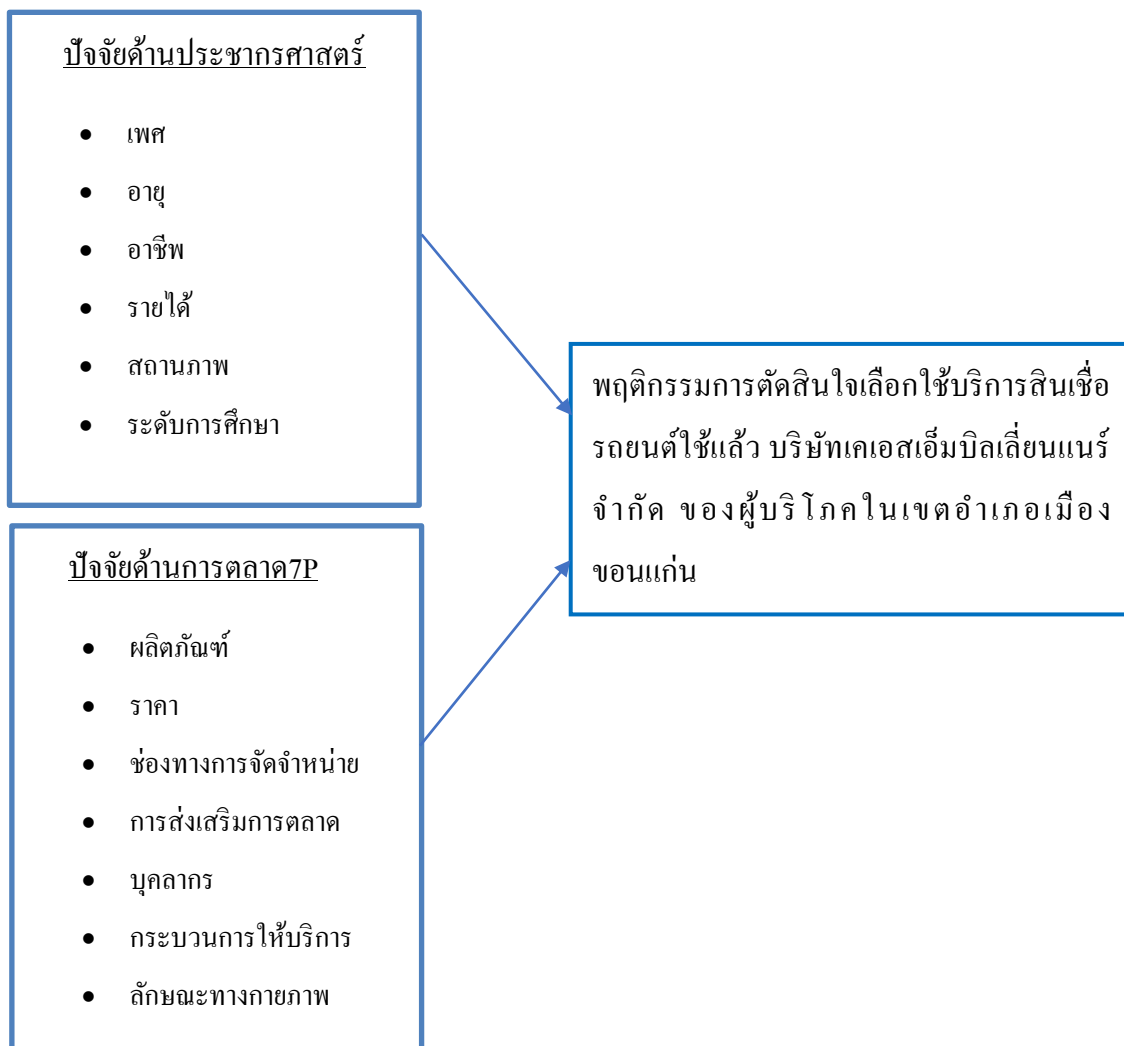 ปัจจัยด้านประชากรศาสตร์
• เพศ
• อายุ
• อาชีพ
• รายได้
• สถานภาพ
• ระดับการศึกษา
ปัจจัยด้านการตลาด7P
• ผลิตภัณฑ์
• ราคา
• ช่องทางการจัดจำหน่าย
• การส่งเสริมการตลาด
• บุคลากร
• กระบวนการให้บริการ
• ลักษณะทางกายภาพ
พฤติกรรมการตัดสินใจเลือกใช้บริการสินเชื่อ
รถยนต์ใช้แล้ว บริษัทเคเอสเอ็มบิลเลี่ยนแนร์
จำกัด ของผู้บริโภคในเขตอำเภอเมือง
ขอนแก่น